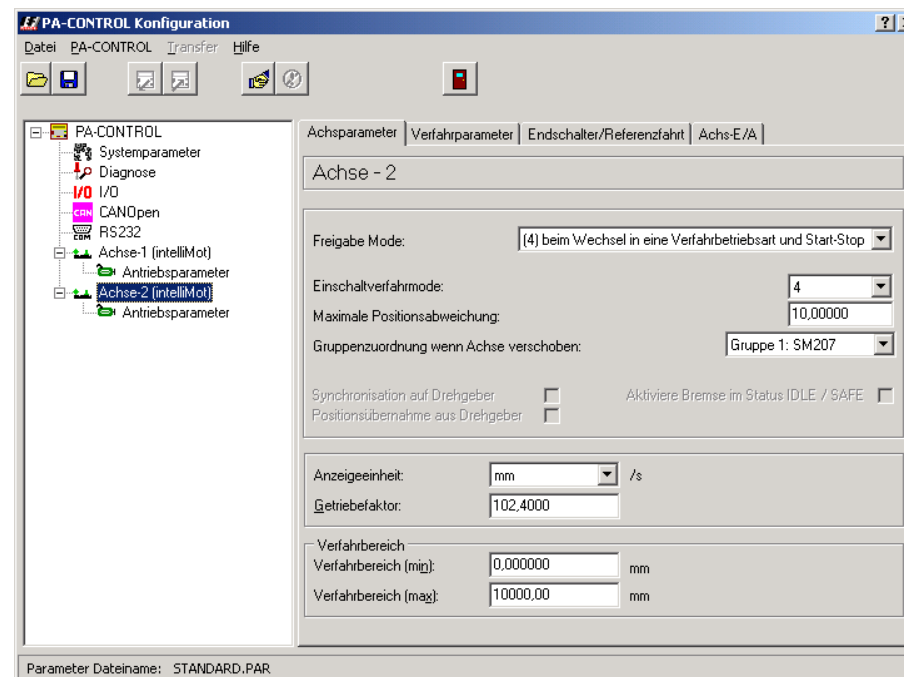 PA-CONTROL Konfiguration
Datei PA-CONTROL Transfer Hilfe
PA-CONTROL
Systemparameter
Diagnose
I/O I/O
CAN CANOpen
COM RS232
Achse-1 (intelliMot)
Antriebsparameter
Achse-2 (intelliMot)
Antriebsparameter
Achsparameter Verfahrparameter Endschalter/Referenzfahrt Achs-E/A
Achse - 2
Freigabe Mode: (4) beim Wechsel in eine Verfahrbetriebsart und Start-Stop
Einschaltverfahrmode: 4
Maximale Positionsabweichung: 10,00000
Gruppenzuordnung wenn Achse verschoben: Gruppe 1: SM207
Synchronisation auf Drehgeber Aktiviere Bremse im Status IDLE / SAFE
Positionsübernahme aus Drehgeber
Anzeigeeinheit: mm /s
Getriebefaktor: 102,4000
Verfahrbereich
Verfahrbereich (min): 0,000000 mm
Verfahrbereich (max): 10000,00 mm
Parameter Dateiname: STANDARD.PAR